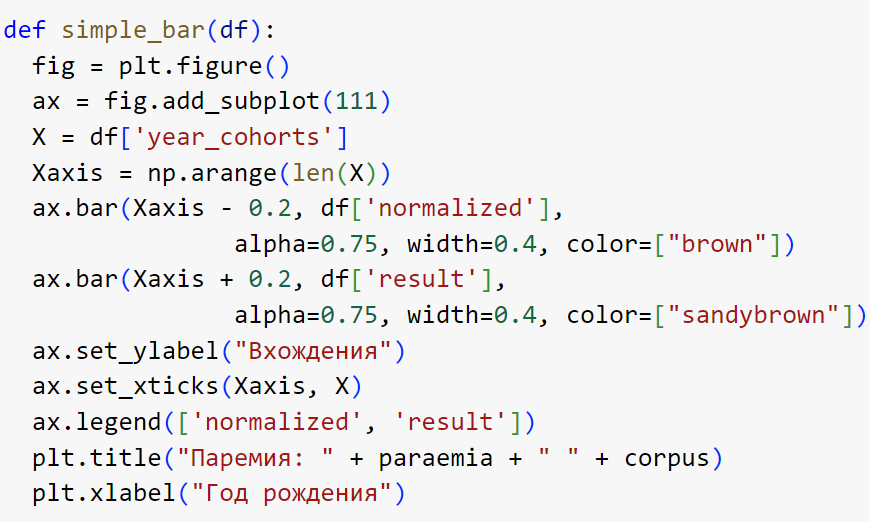 def simple_bar(df):
  fig = plt.figure()
  ax = fig.add_subplot(111)
  X = df['year_cohorts']
  Xaxis = np.arange(len(X))
  ax.bar(Xaxis - 0.2, df['normalized'],
                alpha=0.75, width=0.4, color=["brown"])
  ax.bar(Xaxis + 0.2, df['result'],
                alpha=0.75, width=0.4, color=["sandybrown"])
  ax.set_ylabel("Вхождения")
  ax.set_xticks(Xaxis, X)
  ax.legend(['normalized', 'result'])
  plt.title("Паремия: " + paraemia + " " + corpus)
  plt.xlabel("Год рождения")